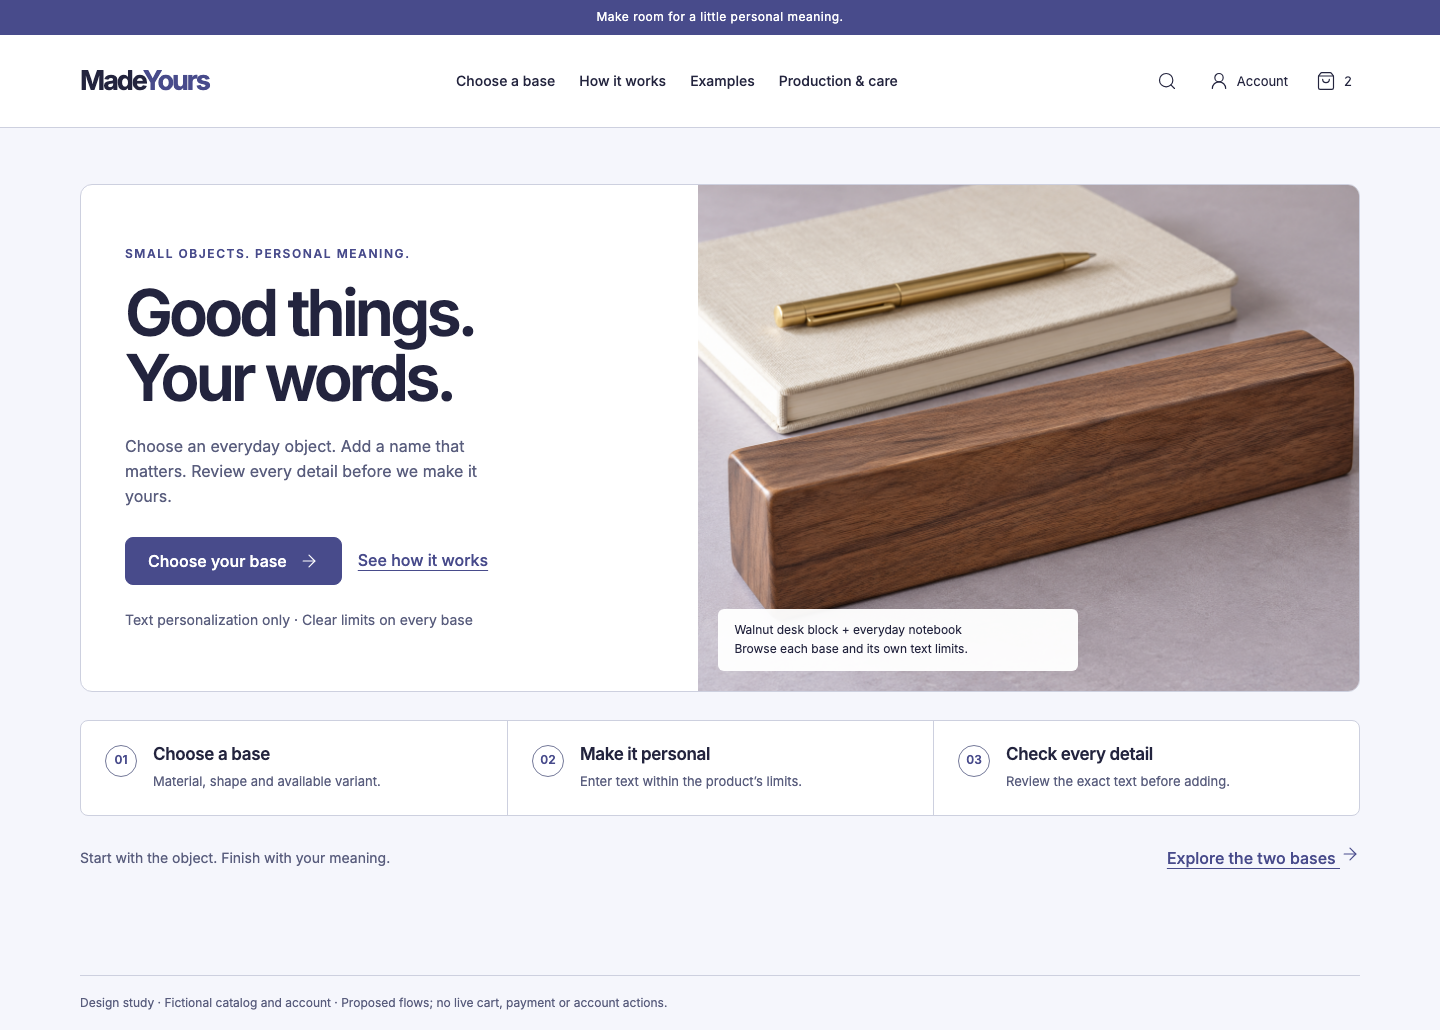 Make room for a little personal meaning.
MadeYours
Choose a base
How it works
Examples
Production & care
Account
2
SMALL OBJECTS. PERSONAL MEANING.
Good things.
Your words.
Choose an everyday object. Add a name that
matters. Review every detail before we make it
yours.
Choose your base
See how it works
Text personalization only · Clear limits on every base
Walnut desk block + everyday notebook
Browse each base and its own text limits.
01
Choose a base
Material, shape and available variant.
02
Make it personal
Enter text within the product’s limits.
03
Check every detail
Review the exact text before adding.
Start with the object. Finish with your meaning.
Explore the two bases
Design study · Fictional catalog and account · Proposed flows; no live cart, payment or account actions.